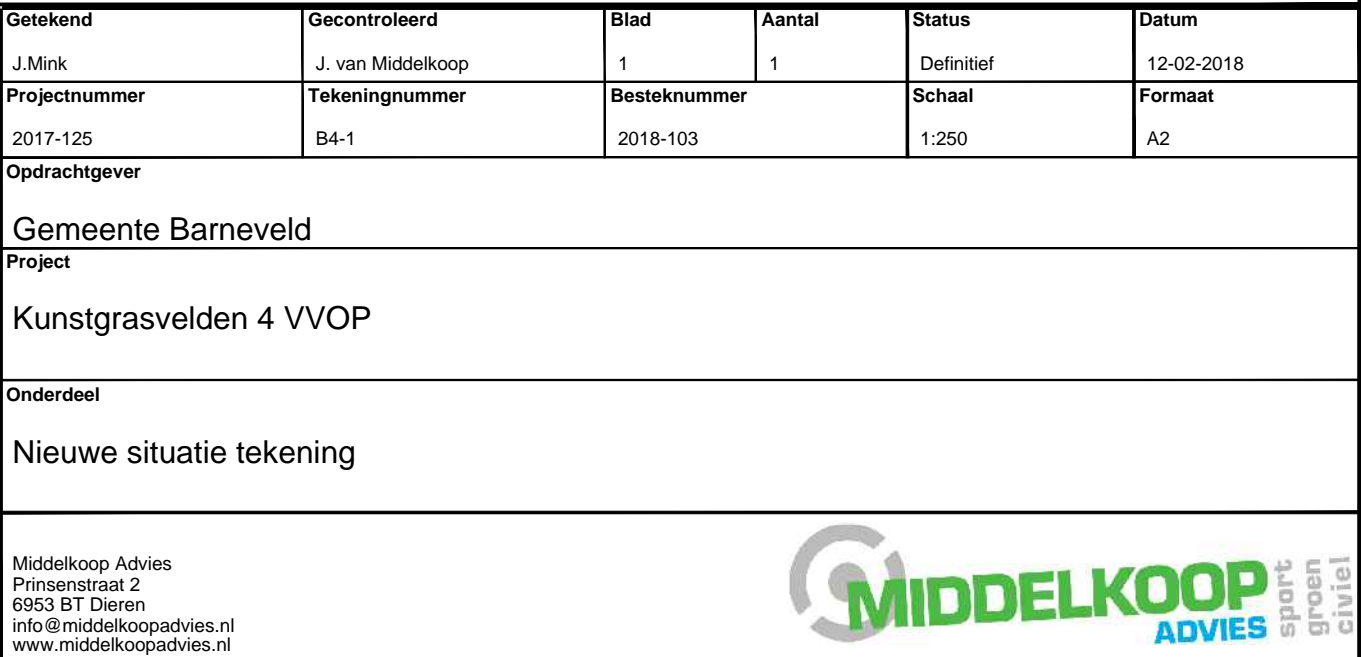 Getekend Gecontroleerd Blad Aantal Status Datum
J.Mink J. van Middelkoop 1 1 Definitief 12-02-2018
Projectnummer Tekeningnummer Besteknummer Schaal Formaat
2017-125 B4-1 2018-103 1:250 A2
Opdrachtgever
Gemeente Barneveld
Project
Kunstgrasvelden 4 VVOP
Onderdeel
Nieuwe situatie tekening
Middelkoop Advies
Prinsenstraat 2
6953 BT Dieren
info@middelkoopadvies.nl
www.middelkoopadvies.nl
MIDDELKOOP
ADVIES
sport
groen
civiel